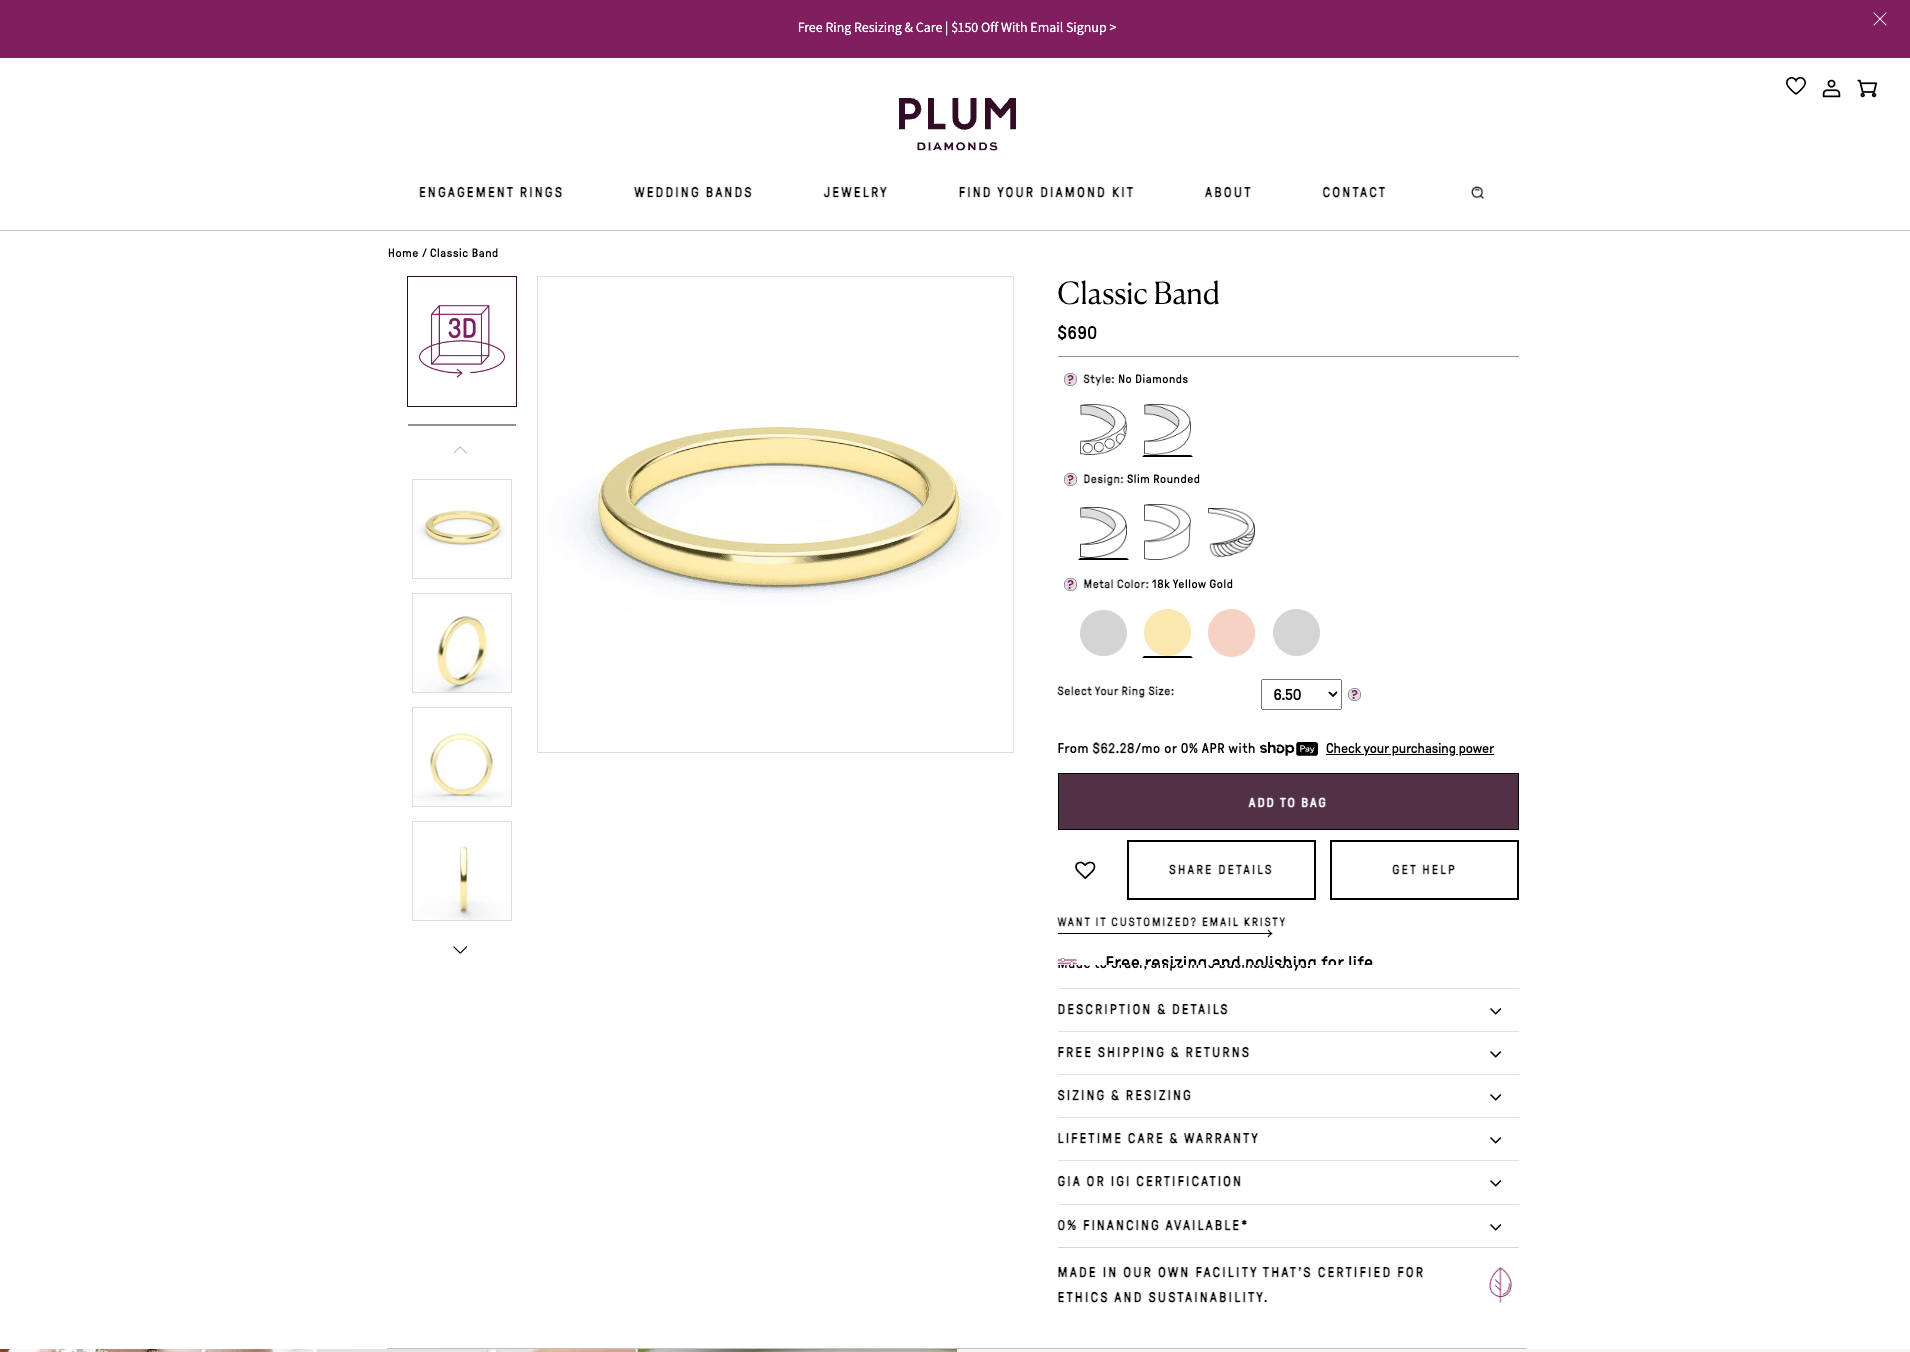 Free Ring Resizing & Care | $150 Off With Email Signup >
PLUM
DIAMONDS
ENGAGEMENT RINGS WEDDING BANDS JEWELRY FIND YOUR DIAMOND KIT ABOUT CONTACT
Home / Classic Band
3D
Classic Band
$690
? Style: No Diamonds
? Design: Slim Rounded
? Metal Color: 18k Yellow Gold
Select Your Ring Size: 6.50 ?
From $62.28/mo or 0% APR with shop Pay Check your purchasing power
ADD TO BAG
SHARE DETAILS GET HELP
WANT IT CUSTOMIZED? EMAIL KRISTY
Free resizing and polishing for life
DESCRIPTION & DETAILS
FREE SHIPPING & RETURNS
SIZING & RESIZING
LIFETIME CARE & WARRANTY
GIA OR IGI CERTIFICATION
0% FINANCING AVAILABLE*
MADE IN OUR OWN FACILITY THAT'S CERTIFIED FOR
ETHICS AND SUSTAINABILITY.